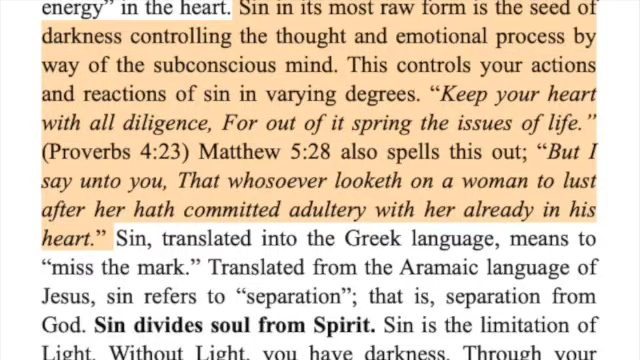 energy” in the heart. Sin in its most raw form is the seed of
darkness controlling the thought and emotional process by
way of the subconscious mind. This controls your actions
and reactions of sin in varying degrees. “Keep your heart
with all diligence, For out of it spring the issues of life.”
(Proverbs 4:23) Matthew 5:28 also spells this out; “But I
say unto you, That whosoever looketh on a woman to lust
after her hath committed adultery with her already in his
heart.” Sin, translated into the Greek language, means to
“miss the mark.” Translated from the Aramaic language of
Jesus, sin refers to “separation”; that is, separation from
God. Sin divides soul from Spirit. Sin is the limitation of
Light. Without Light, you have darkness. Through your